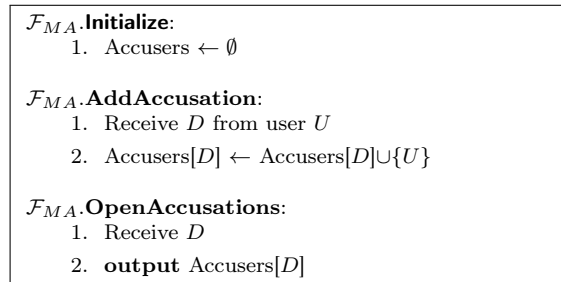 𝓕_MA.Initialize:
1. Accusers ← ∅
𝓕_MA.AddAccusation:
1. Receive D from user U
2. Accusers[D] ← Accusers[D]∪{U}
𝓕_MA.OpenAccusations:
1. Receive D
2. output Accusers[D]